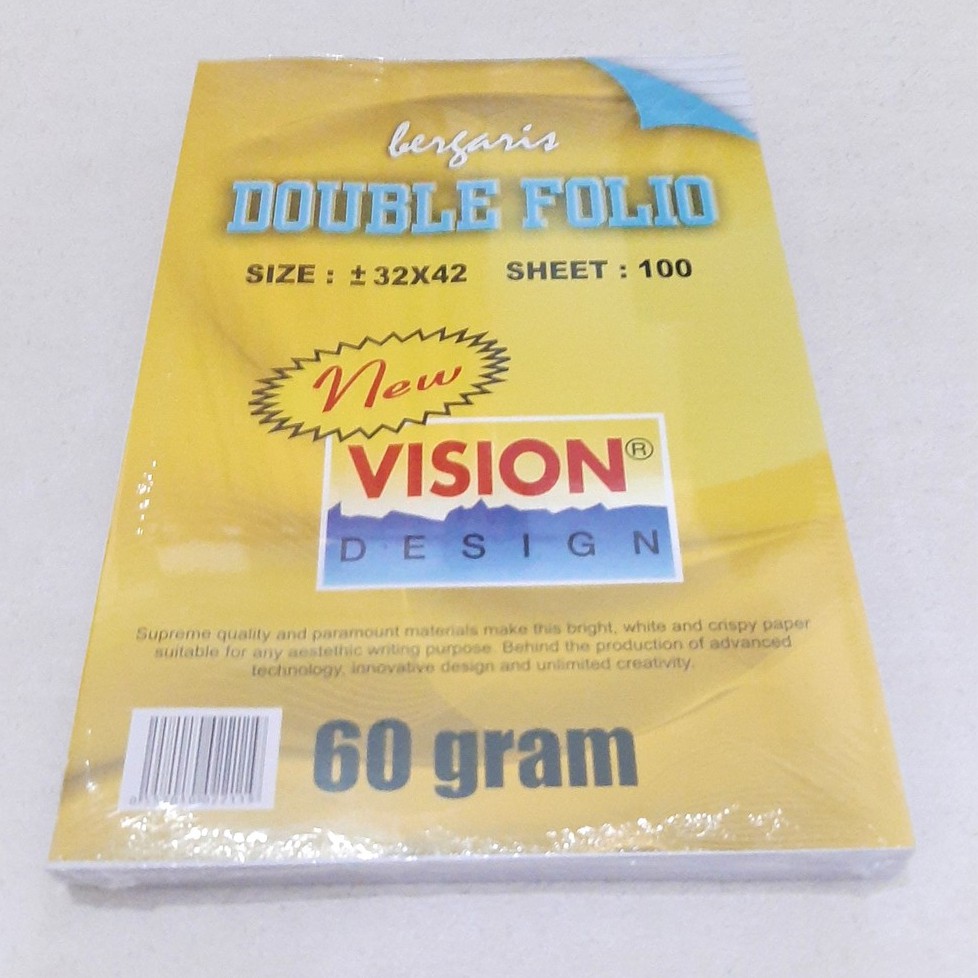 bergaris
DOUBLE FOLIO
SIZE : ± 32X42 SHEET : 100
New
VISION®
DESIGN
Supreme quality and paramount materials make this bright, white and crispy paper
suitable for any aestethic writing purpose. Behind the production of advanced
technology, innovative design and unlimited creativity.
60 gram